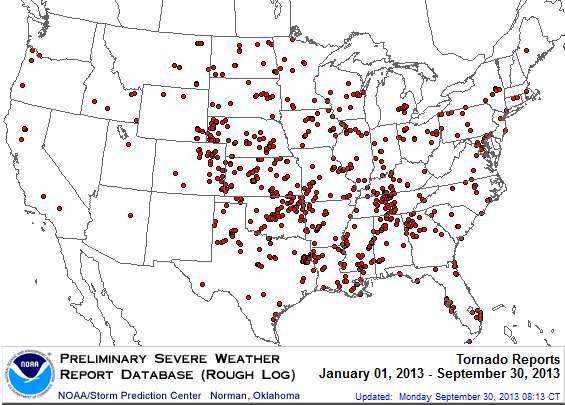 NOAA
PRELIMINARY SEVERE WEATHER
REPORT DATABASE (ROUGH LOG)
NOAA/Storm Prediction Center Norman, Oklahoma
Tornado Reports
January 01, 2013 - September 30, 2013
Updated: Monday September 30, 2013 08:13 CT